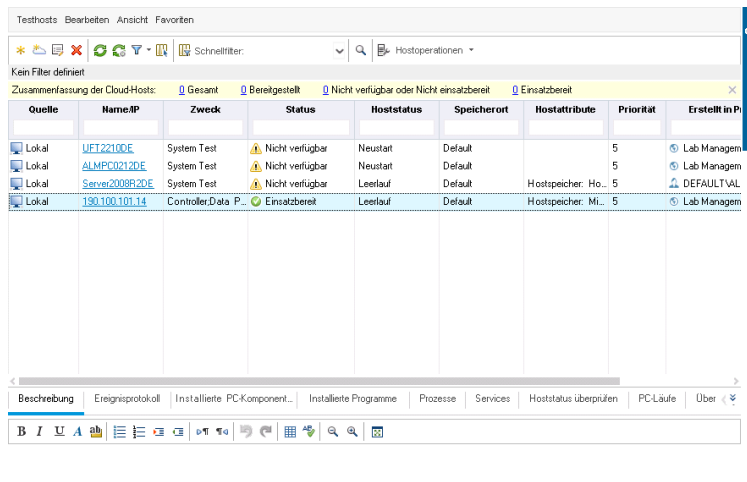 Testhosts Bearbeiten Ansicht Favoriten
Schnellfilter: Hostoperationen
Kein Filter definiert
Zusammenfassung der Cloud-Hosts: 0 Gesamt 0 Bereitgestellt 0 Nicht verfügbar oder Nicht einsatzbereit 0 Einsatzbereit
Quelle Name/IP Zweck Status Hoststatus Speicherort Hostattribute Priorität Erstellt in Pr
Lokal UFT2210DE System Test Nicht verfügbar Neustart Default 5 Lab Managem
Lokal ALMPC0212DE System Test Nicht verfügbar Neustart Default 5 Lab Managem
Lokal Server2008R2DE System Test Nicht verfügbar Leerlauf Default Hostspeicher: Ho... 5 DEFAULT\AL
Lokal 190.100.101.14 Controller;Data P... Einsatzbereit Leerlauf Default Hostspeicher: Mi... 5 Lab Managem
Beschreibung Ereignisprotokoll Installierte PC-Komponent... Installierte Programme Prozesse Services Hoststatus überprüfen PC-Läufe Über
B I U A ab